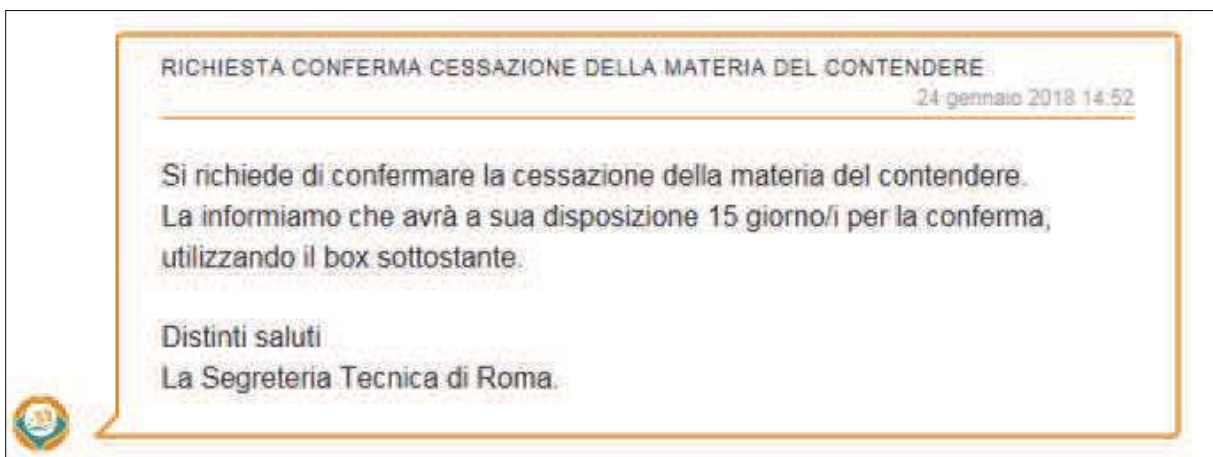 RICHIESTA CONFERMA CESSAZIONE DELLA MATERIA DEL CONTENDERE
24 gennaio 2018 14:52
Si richiede di confermare la cessazione della materia del contendere.
La informiamo che avrà a sua disposizione 15 giorno/i per la conferma,
utilizzando il box sottostante.
Distinti saluti
La Segreteria Tecnica di Roma.